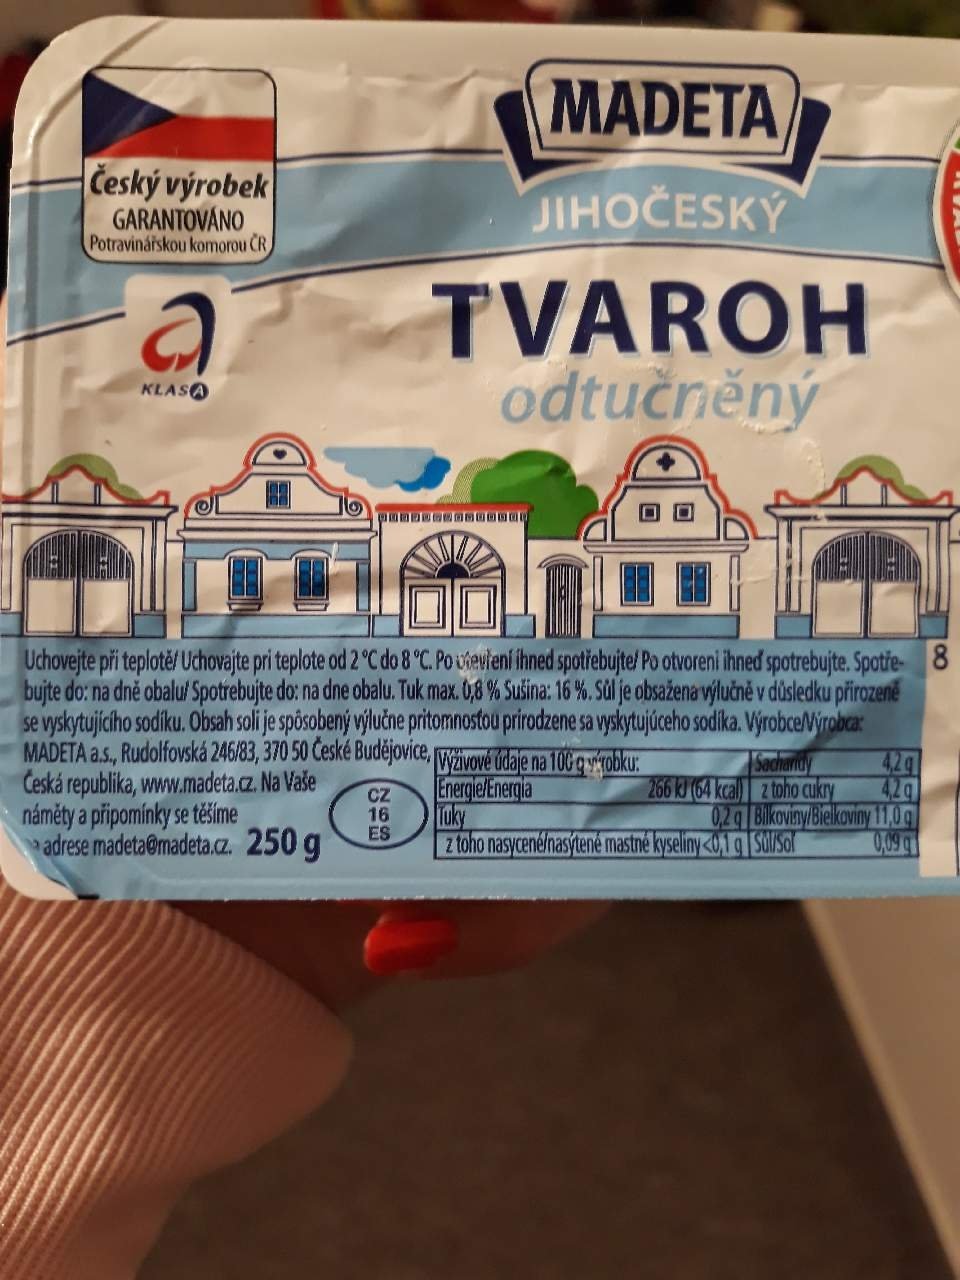 MADETA
Český výrobek
GARANTOVÁNO
Potravinářskou komorou ČR
JIHOČESKÝ
TVAROH
odtučněný
KLASA
Uchovejte při teplotě/ Uchovajte pri teplote od 2 °C do 8 °C. Po otevření ihned spotřebujte/ Po otvorení ihneď spotrebujte. Spotře-
bujte do: na dně obalu/ Spotrebujte do: na dne obalu. Tuk max. 0,8 % Sušina: 16 %. Sůl je obsažena výlučně v důsledku přirozeně
se vyskytujícího sodíku. Obsah soli je spôsobený výlučne prítomnosťou prirodzene sa vyskytujúceho sodíka. Výrobce/Výrobca:
MADETA a.s., Rudolfovská 246/83, 370 50 České Budějovice,
Česká republika, www.madeta.cz. Na Vaše
náměty a připomínky se těšíme
adrese madeta@madeta.cz. 250 g
CZ
16
ES
Výživové údaje na 100 g výrobku:
Energie/Energia 266 kJ (64 kcal)
Tuky 0,2 g
z toho nasycené/nasýtené mastné kyseliny <0,1 g
Sacharidy 4,2 g
z toho cukry 4,2 g
Bílkoviny/Bielkoviny 11,0 g
Sůl/Soľ 0,09 g
8